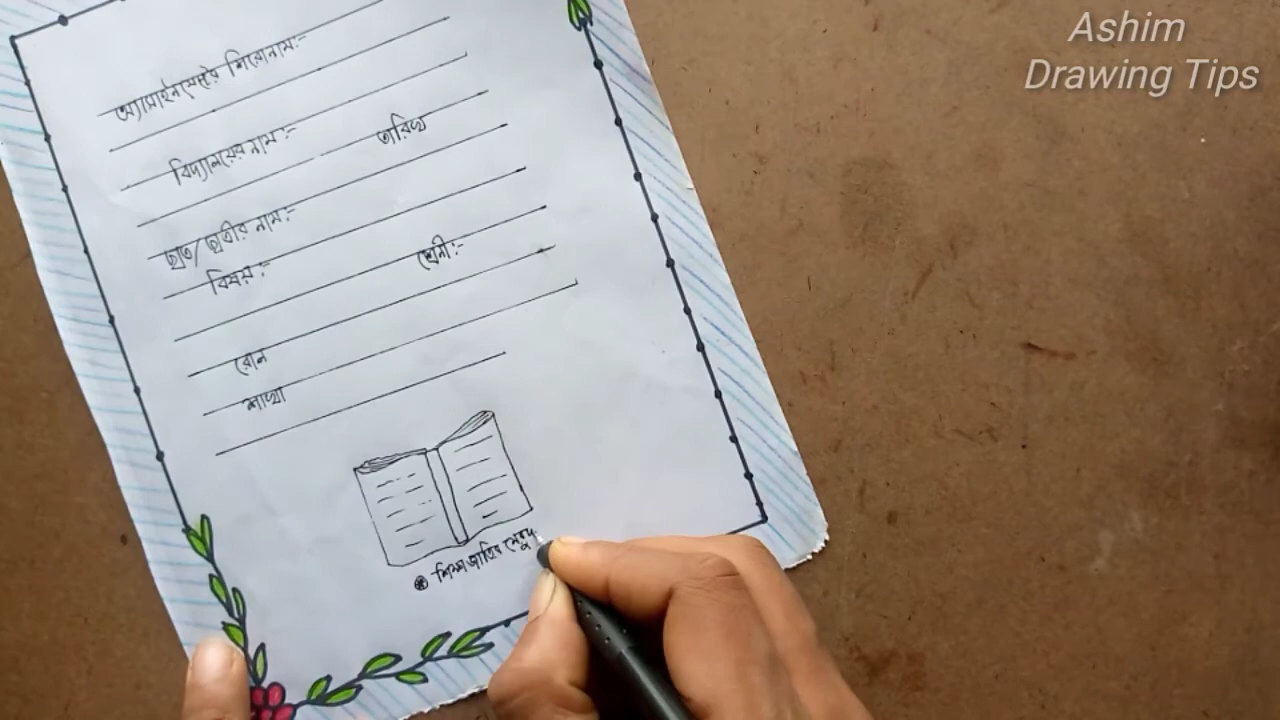 অ্যাসাইনমেন্টের শিরোনাম:-
বিদ্যালয়ের নাম:- তারিখ
ছাত্র/ছাত্রীর নাম:-
বিষয়:- শ্রেনী:-
রোল
শাখা
শিক্ষা জাতির মেরুদ
Ashim
Drawing Tips